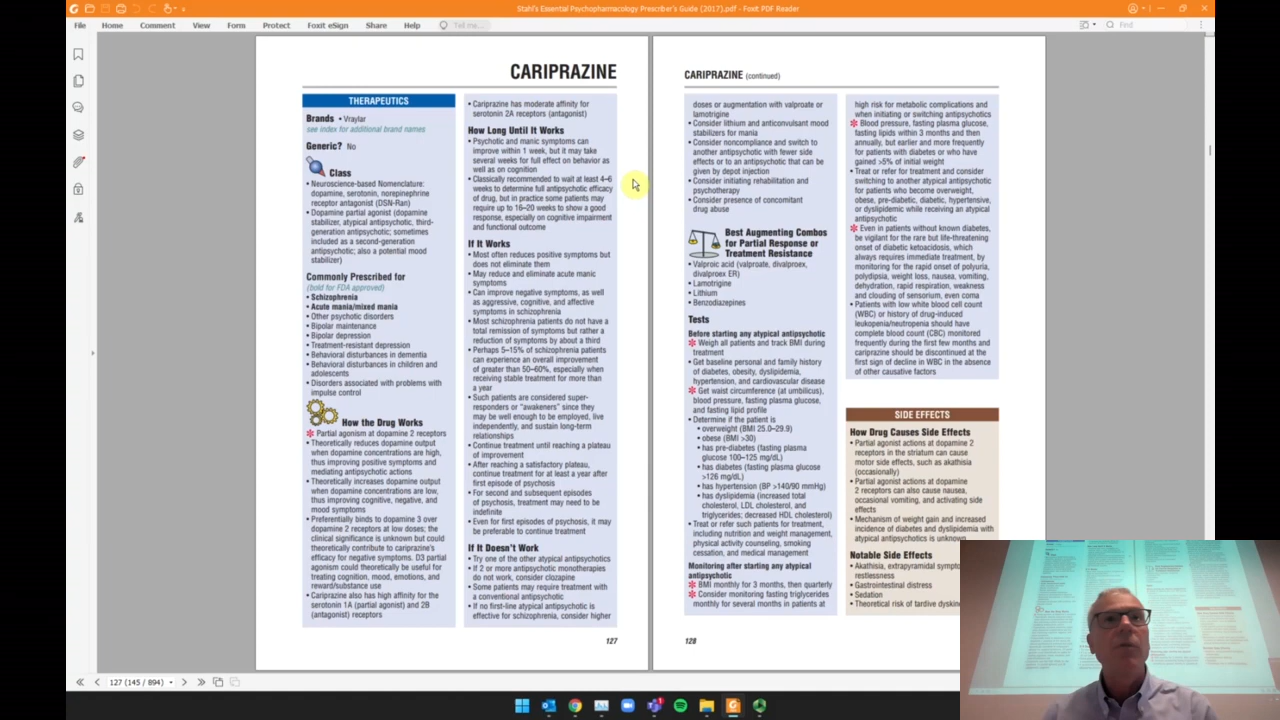 Stahl's Essential Psychopharmacology Prescriber's Guide (2017).pdf - Foxit PDF Reader
File Home Comment View Form Protect Foxit eSign Share Help Tell me... Find
CARIPRAZINE
THERAPEUTICS
Brands • Vraylar
see index for additional brand names
Generic? No
Class
• Neuroscience-based Nomenclature:
dopamine, serotonin, norepinephrine
receptor antagonist (DSN-Ran)
• Dopamine partial agonist (dopamine
stabilizer, atypical antipsychotic, third-
generation antipsychotic; sometimes
included as a second-generation
antipsychotic; also a potential mood
stabilizer)
Commonly Prescribed for
(bold for FDA approved)
• Schizophrenia
• Acute mania/mixed mania
• Other psychotic disorders
• Bipolar maintenance
• Bipolar depression
• Treatment-resistant depression
• Behavioral disturbances in dementia
• Behavioral disturbances in children and
adolescents
• Disorders associated with problems with
impulse control
How the Drug Works
✻ Partial agonism at dopamine 2 receptors
• Theoretically reduces dopamine output
when dopamine concentrations are high,
thus improving positive symptoms and
mediating antipsychotic actions
• Theoretically increases dopamine output
when dopamine concentrations are low,
thus improving cognitive, negative, and
mood symptoms
• Preferentially binds to dopamine 3 over
dopamine 2 receptors at low doses; the
clinical significance is unknown but could
theoretically contribute to cariprazine's
efficacy for negative symptoms. D3 partial
agonism could theoretically be useful for
treating cognition, mood, emotions, and
reward/substance use
• Cariprazine also has high affinity for the
serotonin 1A (partial agonist) and 2B
(antagonist) receptors
• Cariprazine has moderate affinity for
serotonin 2A receptors (antagonist)
How Long Until It Works
• Psychotic and manic symptoms can
improve within 1 week, but it may take
several weeks for full effect on behavior as
well as on cognition
• Classically recommended to wait at least 4–6
weeks to determine full antipsychotic efficacy
of drug, but in practice some patients may
require up to 16–20 weeks to show a good
response, especially on cognitive impairment
and functional outcome
If It Works
• Most often reduces positive symptoms but
does not eliminate them
• May reduce and eliminate acute manic
symptoms
• Can improve negative symptoms, as well
as aggressive, cognitive, and affective
symptoms in schizophrenia
• Most schizophrenia patients do not have a
total remission of symptoms but rather a
reduction of symptoms by about a third
• Perhaps 5–15% of schizophrenia patients
can experience an overall improvement
of greater than 50–60%, especially when
receiving stable treatment for more than
a year
• Such patients are considered super-
responders or "awakeners" since they
may be well enough to be employed, live
independently, and sustain long-term
relationships
• Continue treatment until reaching a plateau
of improvement
• After reaching a satisfactory plateau,
continue treatment for at least a year after
first episode of psychosis
• For second and subsequent episodes
of psychosis, treatment may need to be
indefinite
• Even for first episodes of psychosis, it may
be preferable to continue treatment
If It Doesn't Work
• Try one of the other atypical antipsychotics
• If 2 or more antipsychotic monotherapies
do not work, consider clozapine
• Some patients may require treatment with
a conventional antipsychotic
• If no first-line atypical antipsychotic is
effective for schizophrenia, consider higher
127
CARIPRAZINE (continued)
doses or augmentation with valproate or
lamotrigine
• Consider lithium and anticonvulsant mood
stabilizers for mania
• Consider noncompliance and switch to
another antipsychotic with fewer side
effects or to an antipsychotic that can be
given by depot injection
• Consider initiating rehabilitation and
psychotherapy
• Consider presence of concomitant
drug abuse
Best Augmenting Combos
for Partial Response or
Treatment Resistance
• Valproic acid (valproate, divalproex,
divalproex ER)
• Lamotrigine
• Lithium
• Benzodiazepines
Tests
Before starting any atypical antipsychotic
✻ Weigh all patients and track BMI during
treatment
• Get baseline personal and family history
of diabetes, obesity, dyslipidemia,
hypertension, and cardiovascular disease
✻ Get waist circumference (at umbilicus),
blood pressure, fasting plasma glucose,
and fasting lipid profile
• Determine if the patient is
• overweight (BMI 25.0–29.9)
• obese (BMI >30)
• has pre-diabetes (fasting plasma
glucose 100–125 mg/dL)
• has diabetes (fasting plasma glucose
>126 mg/dL)
• has hypertension (BP >140/90 mmHg)
• has dyslipidemia (increased total
cholesterol, LDL cholesterol, and
triglycerides; decreased HDL cholesterol)
• Treat or refer such patients for treatment,
including nutrition and weight management,
physical activity counseling, smoking
cessation, and medical management
Monitoring after starting any atypical
antipsychotic
✻ BMI monthly for 3 months, then quarterly
✻ Consider monitoring fasting triglycerides
monthly for several months in patients at
high risk for metabolic complications and
when initiating or switching antipsychotics
✻ Blood pressure, fasting plasma glucose,
fasting lipids within 3 months and then
annually, but earlier and more frequently
for patients with diabetes or who have
gained >5% of initial weight
• Treat or refer for treatment and consider
switching to another atypical antipsychotic
for patients who become overweight,
obese, pre-diabetic, diabetic, hypertensive,
or dyslipidemic while receiving an atypical
antipsychotic
✻ Even in patients without known diabetes,
be vigilant for the rare but life-threatening
onset of diabetic ketoacidosis, which
always requires immediate treatment, by
monitoring for the rapid onset of polyuria,
polydipsia, weight loss, nausea, vomiting,
dehydration, rapid respiration, weakness
and clouding of sensorium, even coma
• Patients with low white blood cell count
(WBC) or history of drug-induced
leukopenia/neutropenia should have
complete blood count (CBC) monitored
frequently during the first few months and
cariprazine should be discontinued at the
first sign of decline in WBC in the absence
of other causative factors
SIDE EFFECTS
How Drug Causes Side Effects
• Partial agonist actions at dopamine 2
receptors in the striatum can cause
motor side effects, such as akathisia
(occasionally)
• Partial agonist actions at dopamine
2 receptors can also cause nausea,
occasional vomiting, and activating side
effects
• Mechanism of weight gain and increased
incidence of diabetes and dyslipidemia with
atypical antipsychotics is unknown
Notable Side Effects
• Akathisia, extrapyramidal sympto
restlessness
• Gastrointestinal distress
• Sedation
• Theoretical risk of tardive dyskin
128
127 (145 / 894)